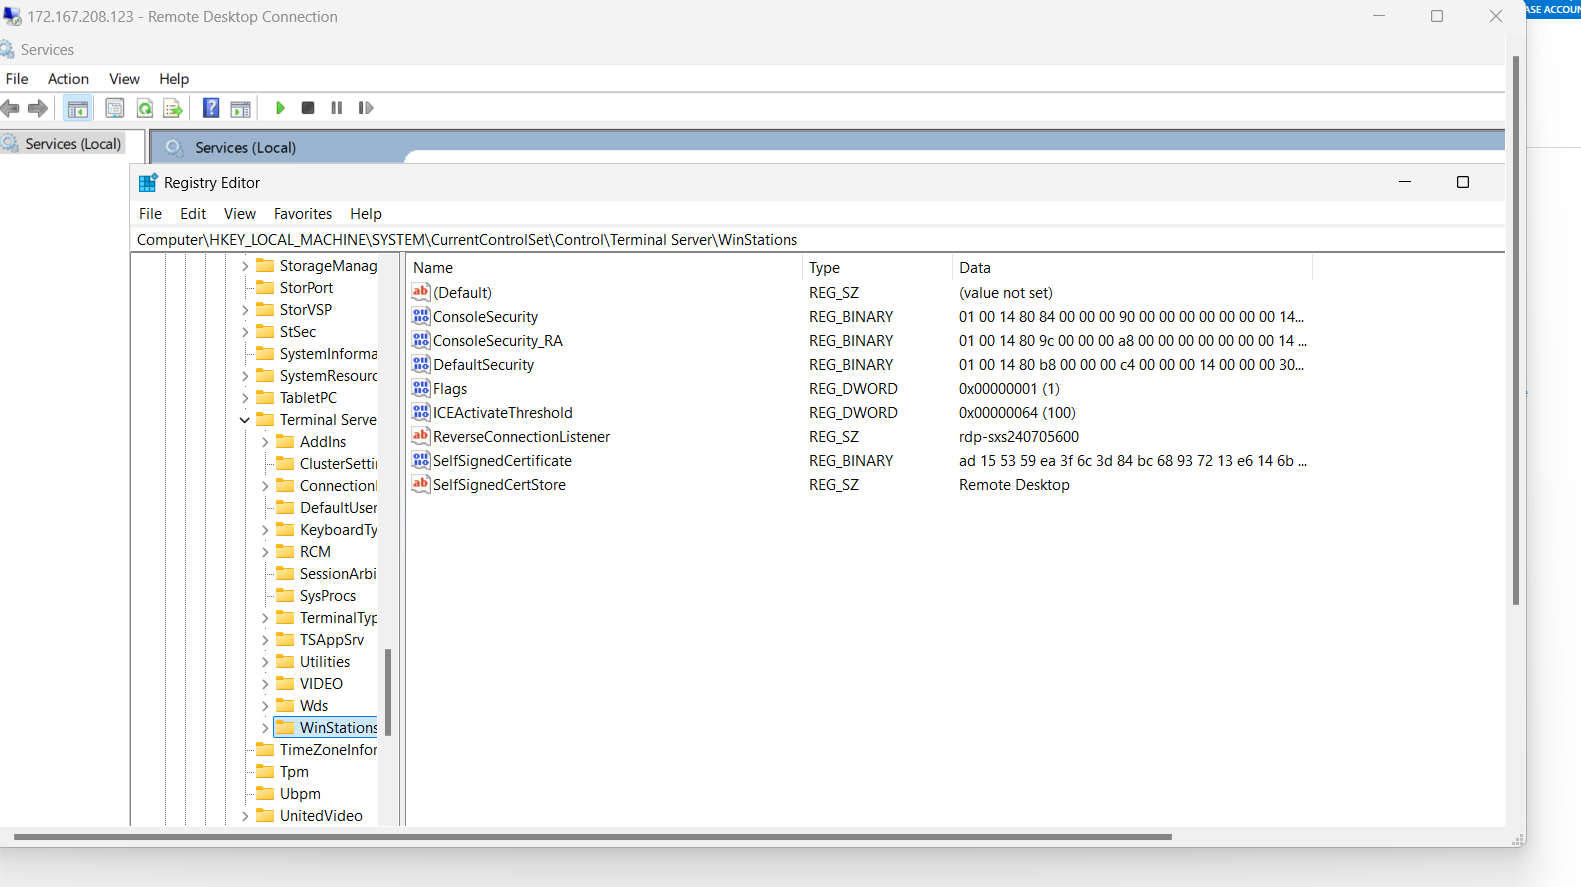 172.167.208.123 - Remote Desktop Connection
ASE ACCOUN
Services
File Action View Help
Services (Local)
Services (Local)
Registry Editor
File Edit View Favorites Help
Computer\HKEY_LOCAL_MACHINE\SYSTEM\CurrentControlSet\Control\Terminal Server\WinStations
StorageManag
StorPort
StorVSP
StSec
SystemInforma
SystemResourc
TabletPC
Terminal Serve
AddIns
ClusterSetti
Connection
DefaultUser
KeyboardTy
RCM
SessionArbi
SysProcs
TerminalTyp
TSAppSrv
Utilities
VIDEO
Wds
WinStations
TimeZoneInfor
Tpm
Ubpm
UnitedVideo
Name Type Data
(Default) REG_SZ (value not set)
ConsoleSecurity REG_BINARY 01 00 14 80 84 00 00 00 90 00 00 00 00 00 00 00 14...
ConsoleSecurity_RA REG_BINARY 01 00 14 80 9c 00 00 00 a8 00 00 00 00 00 00 00 14 ...
DefaultSecurity REG_BINARY 01 00 14 80 b8 00 00 00 c4 00 00 00 14 00 00 00 30...
Flags REG_DWORD 0x00000001 (1)
ICEActivateThreshold REG_DWORD 0x00000064 (100)
ReverseConnectionListener REG_SZ rdp-sxs240705600
SelfSignedCertificate REG_BINARY ad 15 53 59 ea 3f 6c 3d 84 bc 68 93 72 13 e6 14 6b ...
SelfSignedCertStore REG_SZ Remote Desktop